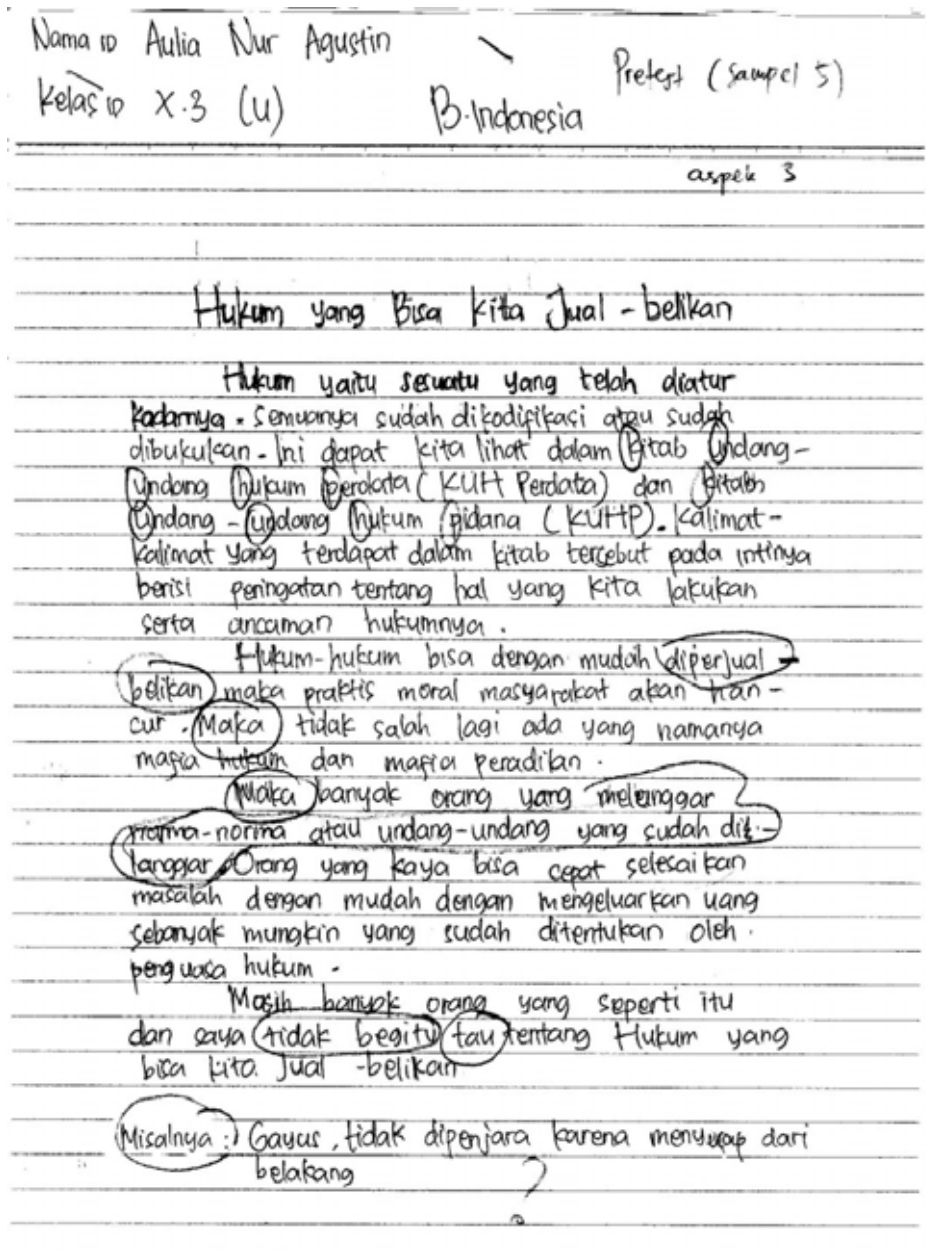 Nama Aulia Nur Agustin
Kelas X.3 (U)
B.Indonesia
Pretest (Sampel 5)
aspek 3
Hukum yang Bisa Kita Jual - belikan
Hukum yaitu sesuatu yang telah diatur
kadarnya. Semuanya sudah dikodifikasi atau sudah
dibukukan. Ini dapat kita lihat dalam kitab undang-
undang hukum perdata (KUH Perdata) dan kitab
undang - undang hukum pidana (KUHP). Kalimat-
kalimat yang terdapat dalam kitab tersebut pada intinya
berisi peringatan tentang hal yang kita lakukan
serta ancaman hukumnya.
Hukum-hukum bisa dengan mudah diperjual -
belikan maka praktis moral masyarakat akan han-
cur. Maka tidak salah lagi ada yang namanya
mafia hukum dan mafia peradilan.
Maka banyak orang yang melanggar
norma-norma atau undang-undang yang sudah di-
langgar. Orang yang kaya bisa cepat selesaikan
masalah dengan mudah dengan mengeluarkan uang
sebanyak mungkin yang sudah ditentukan oleh
penguasa hukum.
Masih banyak orang yang seperti itu
dan saya tidak begitu tau tentang Hukum yang
bisa kita Jual -belikan
Misalnya : Gayus, tidak dipenjara karena menyuap dari
belakang
?